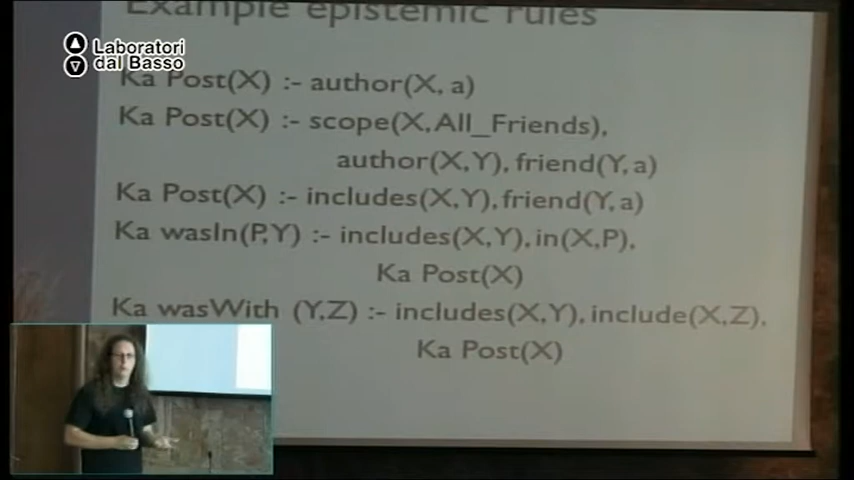 Example epistemic rules
Laboratori
dal Basso
Ka Post(X) :- author(X, a)
Ka Post(X) :- scope(X,All_Friends),
author(X,Y), friend(Y, a)
Ka Post(X) :- includes(X,Y), friend(Y, a)
Ka wasIn(P,Y) :- includes(X,Y), in(X,P),
Ka Post(X)
Ka wasWith (Y,Z) :- includes(X,Y), include(X,Z),
Ka Post(X)